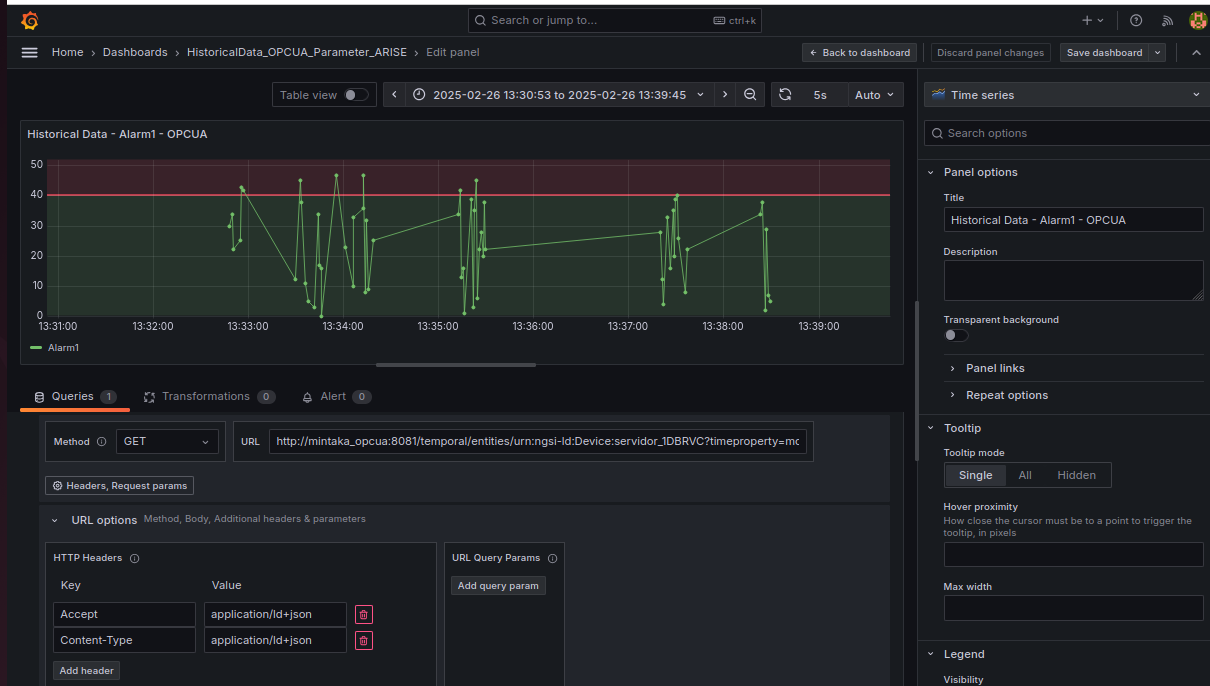 Search or jump to... ctrl+k
Home › Dashboards › HistoricalData_OPCUA_Parameter_ARISE › Edit panel
Back to dashboard
Discard panel changes
Save dashboard
Table view
2025-02-26 13:30:53 to 2025-02-26 13:39:45
5s
Auto
Time series
Search options
Historical Data - Alarm1 - OPCUA
50
40
30
20
10
0
13:31:00 13:32:00 13:33:00 13:34:00 13:35:00 13:36:00 13:37:00 13:38:00 13:39:00
Alarm1
Panel options
Title
Historical Data - Alarm1 - OPCUA
Description
Transparent background
Panel links
Repeat options
Tooltip
Tooltip mode
Single All Hidden
Hover proximity
How close the cursor must be to a point to trigger the
tooltip, in pixels
Max width
Legend
Visibility
Queries 1 Transformations 0 Alert 0
Method GET URL http://mintaka_opcua:8081/temporal/entities/urn:ngsi-ld:Device:servidor_1DBRVC?timeproperty=mo
Headers, Request params
URL options Method, Body, Additional headers & parameters
HTTP Headers
Key Value
Accept application/ld+json
Content-Type application/ld+json
Add header
URL Query Params
Add query param